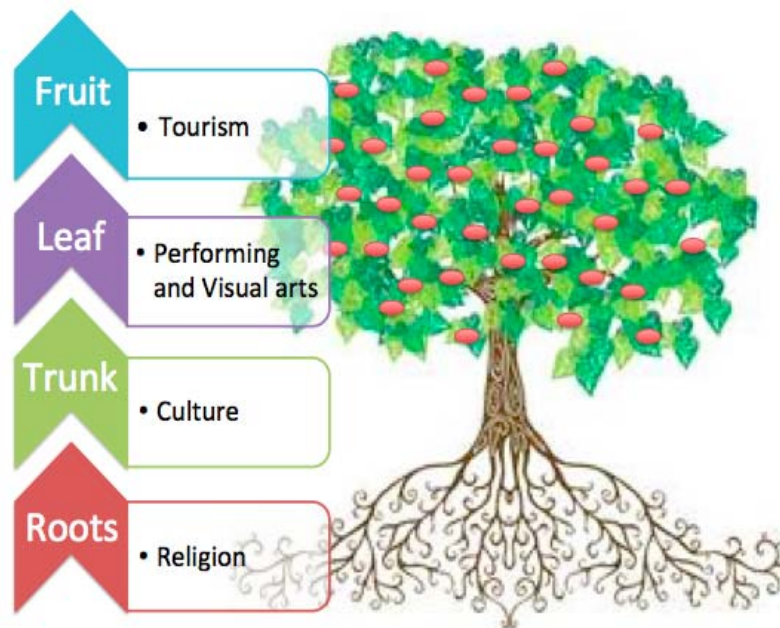 Fruit
• Tourism
Leaf
• Performing
and Visual arts
Trunk
• Culture
Roots
• Religion